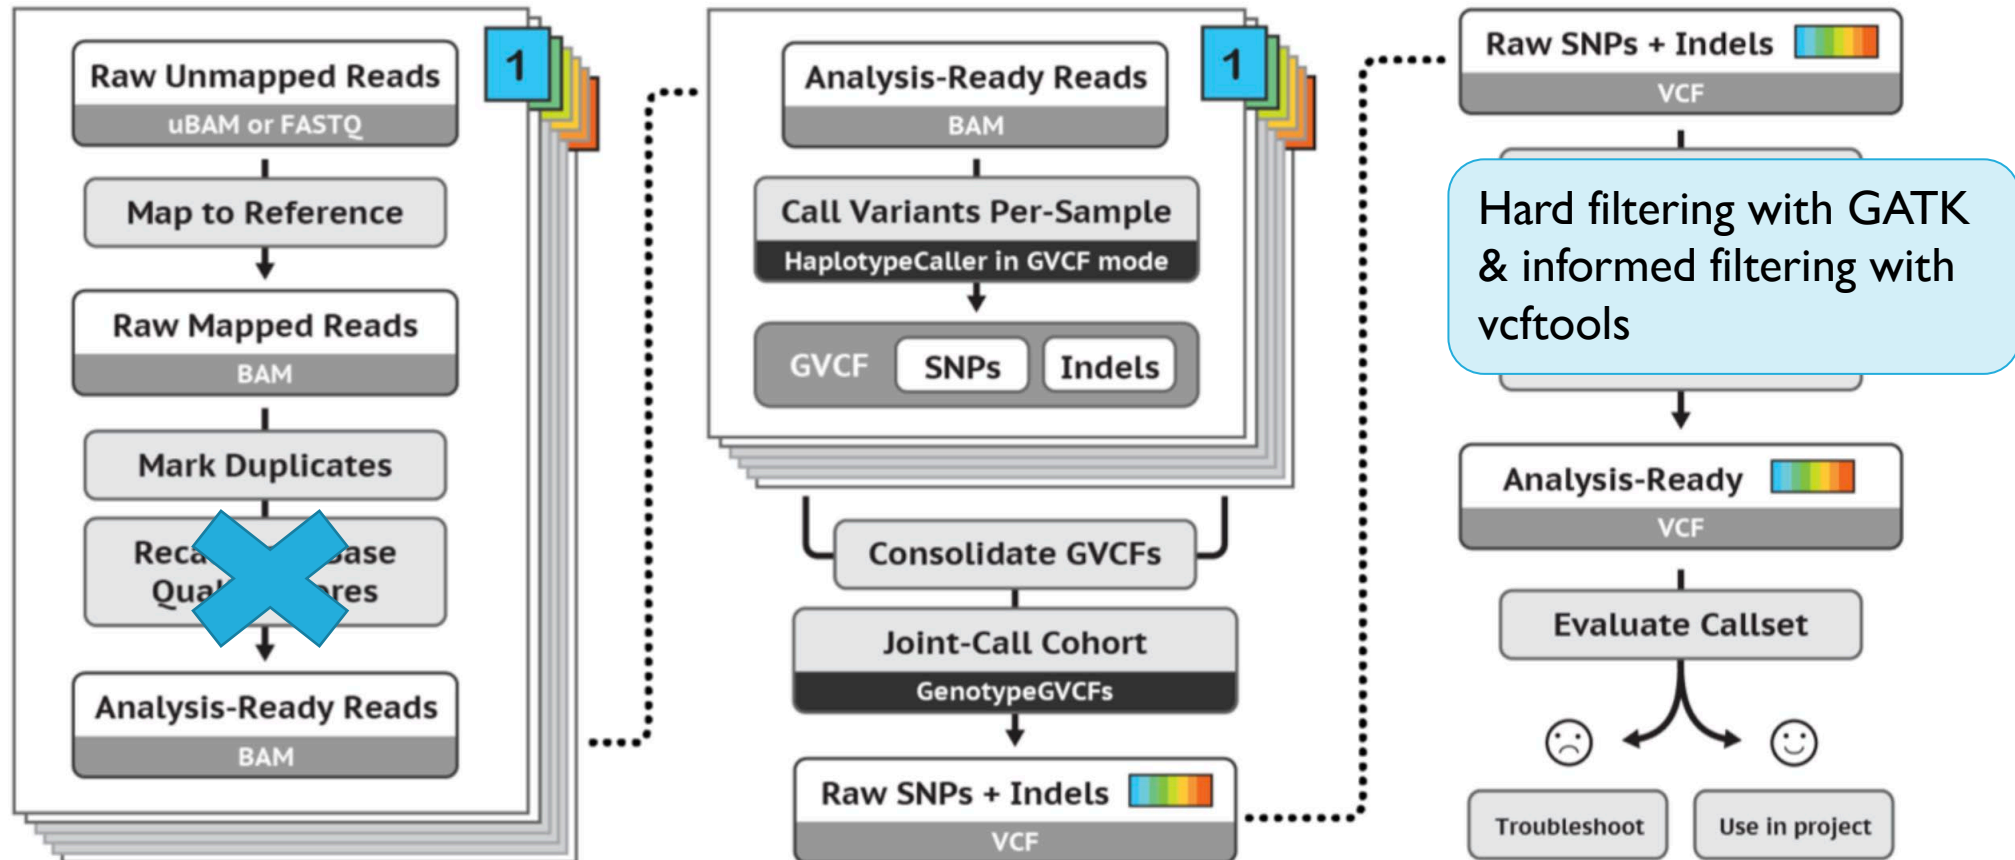 Raw Unmapped Reads
uBAM or FASTQ
1
Map to Reference
Raw Mapped Reads
BAM
Mark Duplicates
Analysis-Ready Reads
BAM
Analysis-Ready Reads
BAM
1
Call Variants Per-Sample
HaplotypeCaller in GVCF mode
GVCF SNPs Indels
Consolidate GVCFs
Joint-Call Cohort
GenotypeGVCFs
Raw SNPs + Indels
VCF
Raw SNPs + Indels
VCF
Hard filtering with GATK
& informed filtering with
vcftools
Analysis-Ready
VCF
Evaluate Callset
Troubleshoot
Use in project